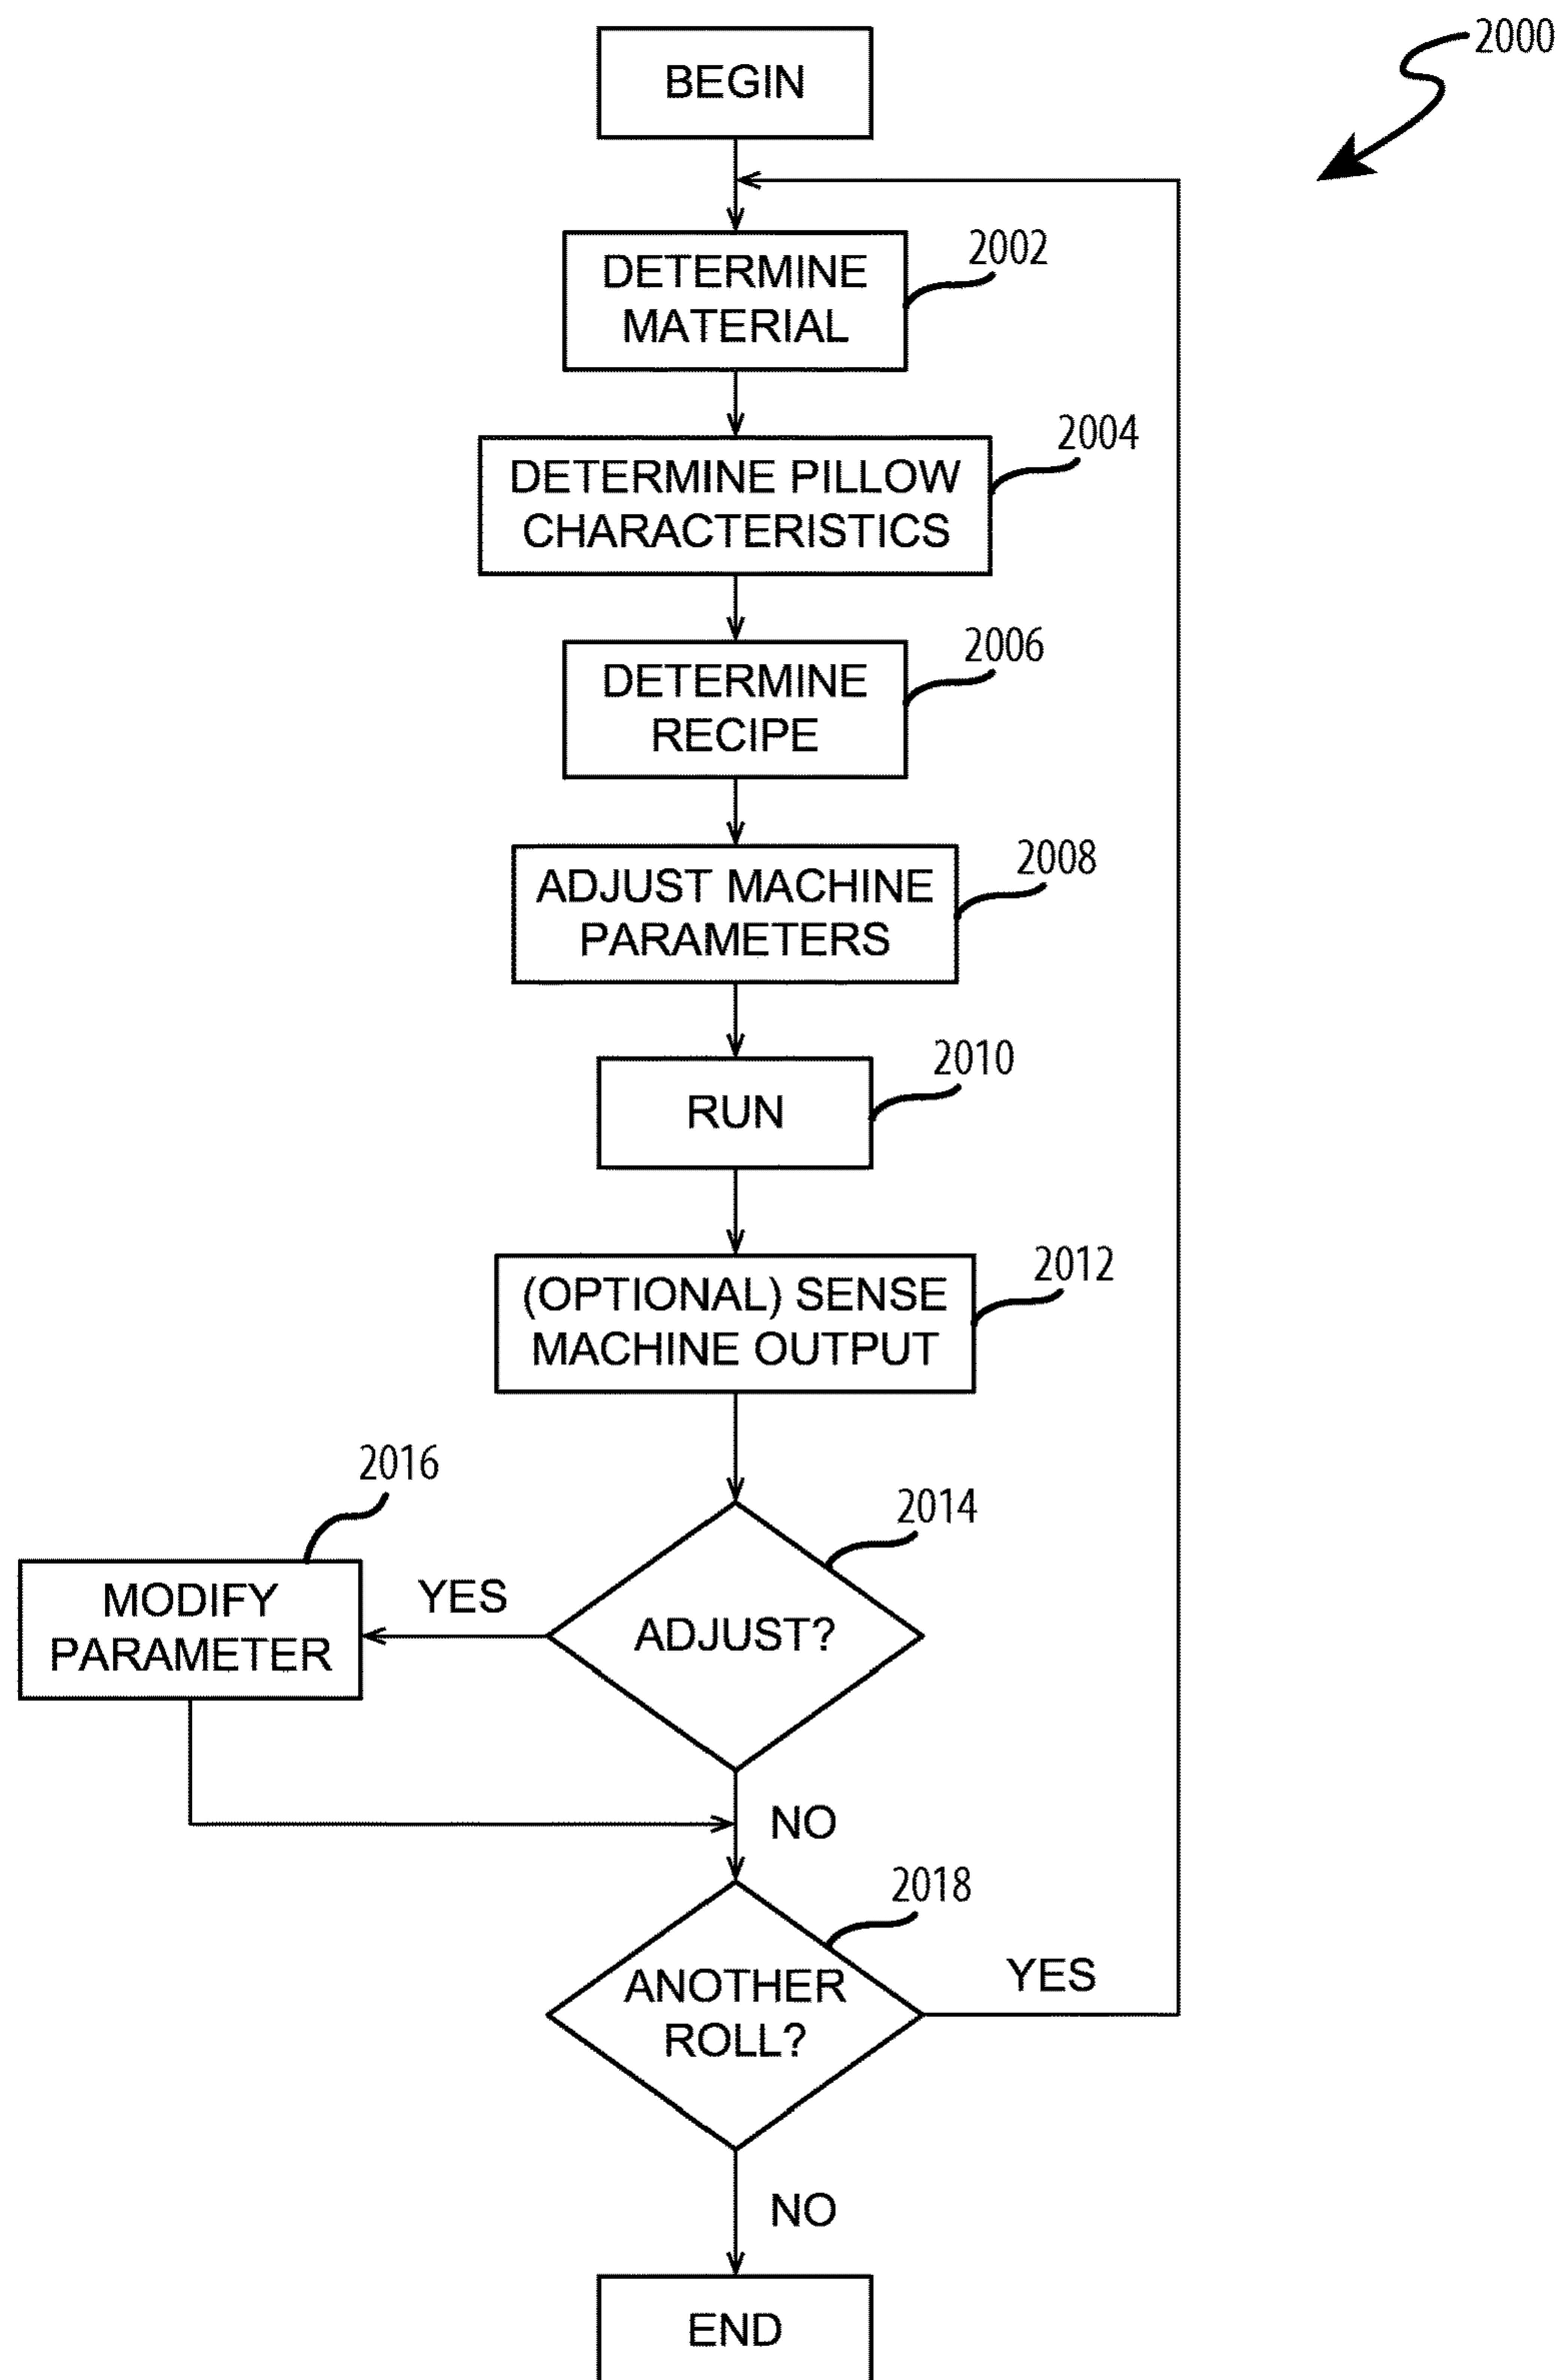 2000
BEGIN
2002
DETERMINE
MATERIAL
2004
DETERMINE PILLOW
CHARACTERISTICS
2006
DETERMINE
RECIPE
2008
ADJUST MACHINE
PARAMETERS
2010
RUN
2012
(OPTIONAL) SENSE
MACHINE OUTPUT
2016
2014
MODIFY
PARAMETER
YES
ADJUST?
NO
2018
ANOTHER
ROLL?
YES
NO
END